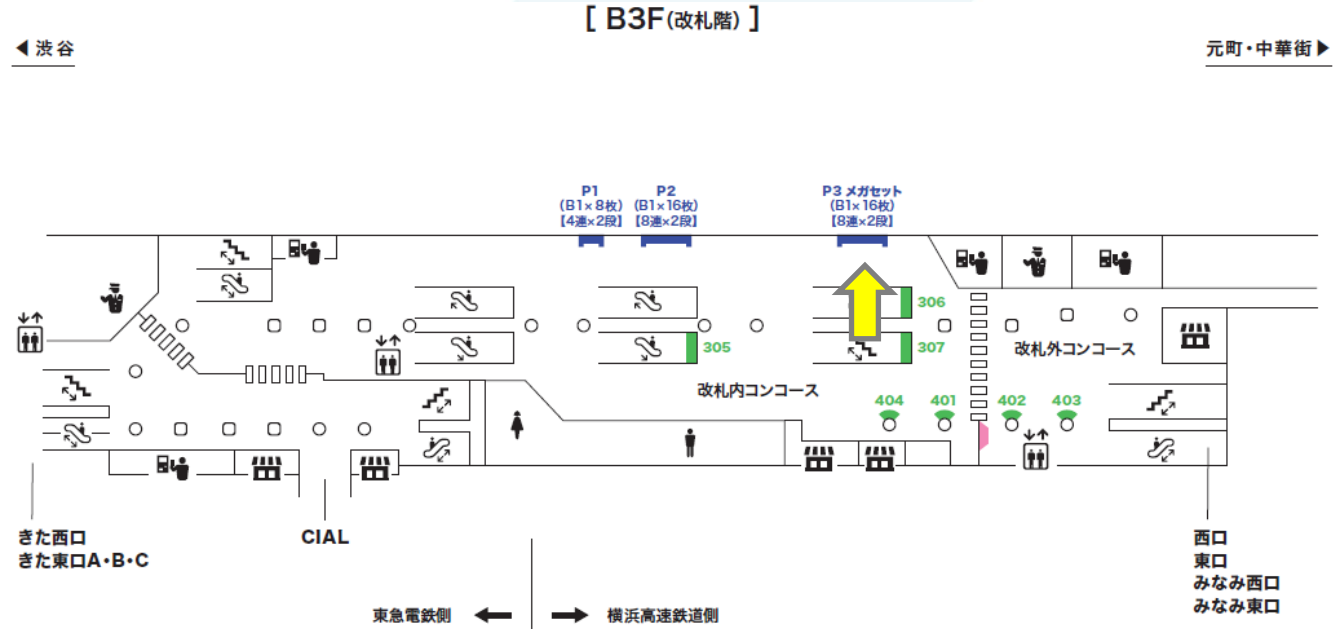 [ B3F(改札階) ]
◀ 渋谷
元町・中華街 ▶
P1
(B1×8枚)
【4連×2段】
P2
(B1×16枚)
【8連×2段】
P3 メガセット
(B1×16枚)
【8連×2段】
306
305
307
改札外コンコース
改札内コンコース
404
401
402
403
きた西口
きた東口A・B・C
CIAL
西口
東口
みなみ西口
みなみ東口
東急電鉄側
横浜高速鉄道側